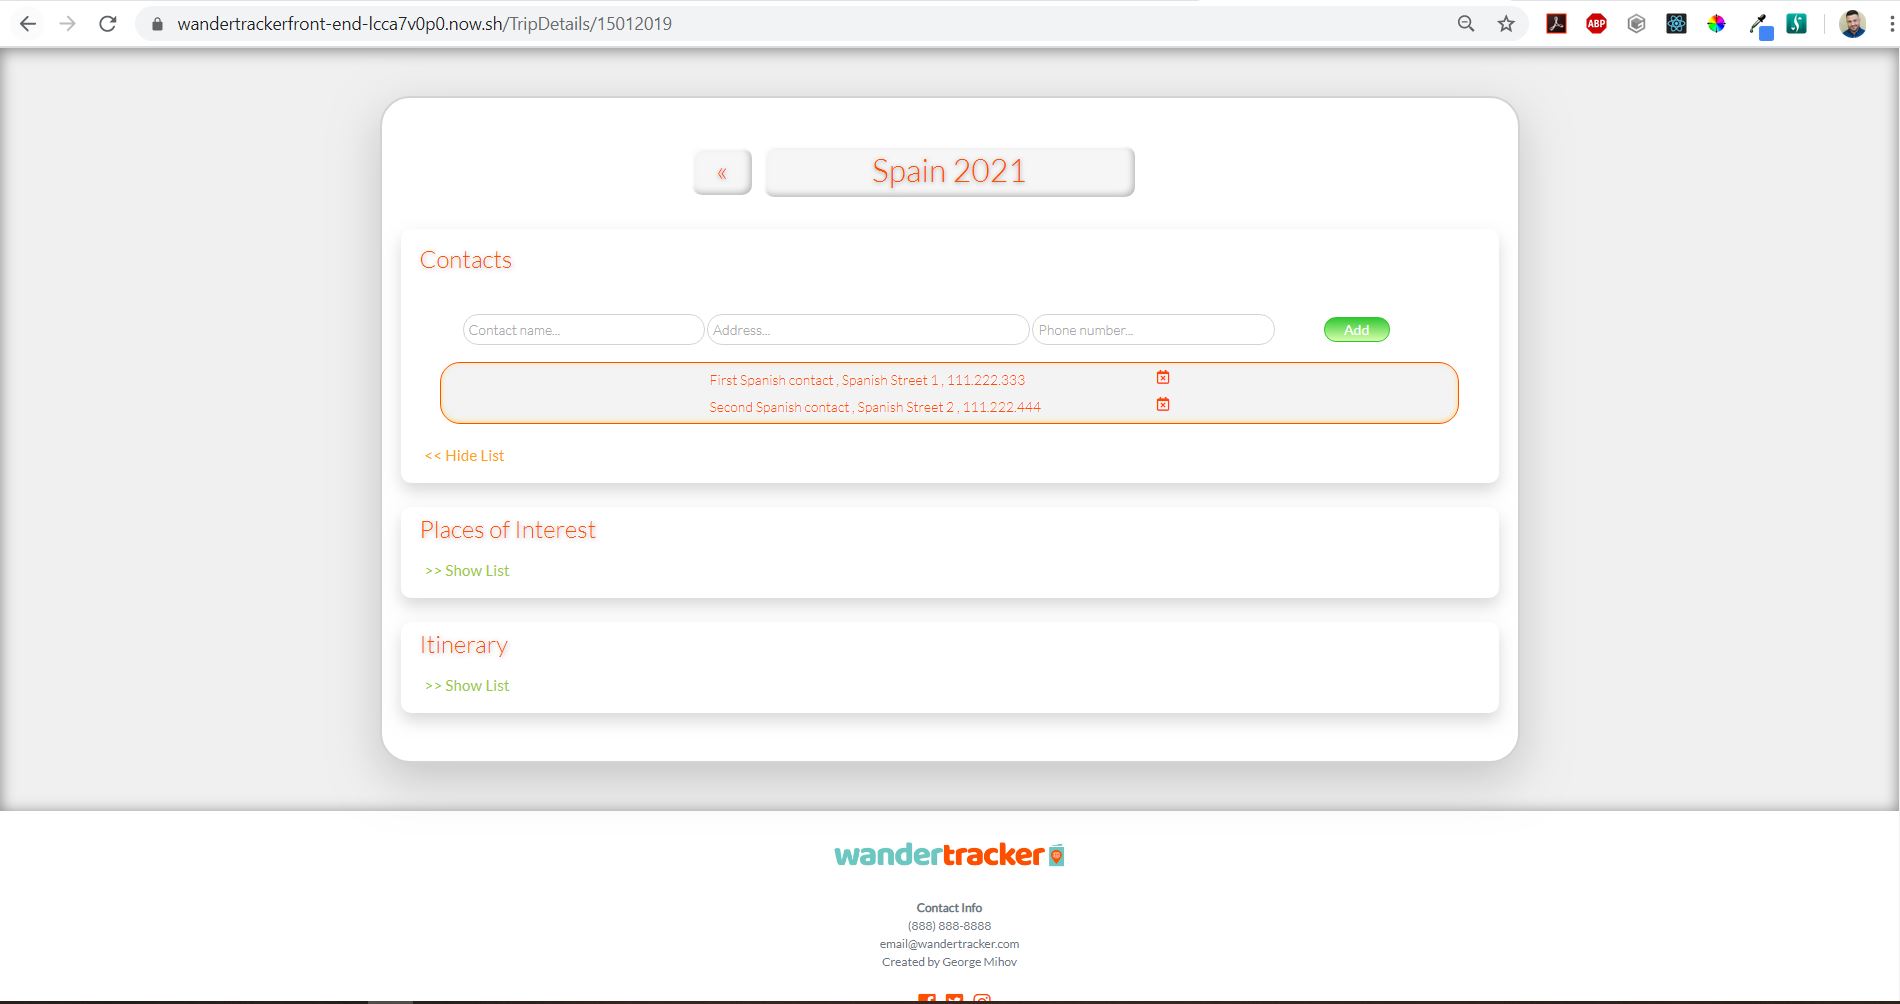 wandertrackerfront-end-lcca7v0p0.now.sh/TripDetails/15012019
ABP
«
Spain 2021
Contacts
Contact name... Address... Phone number... Add
First Spanish contact , Spanish Street 1 , 111.222.333
Second Spanish contact , Spanish Street 2 , 111.222.444
<< Hide List
Places of Interest
>> Show List
Itinerary
>> Show List
wandertracker
Contact Info
(888) 888-8888
email@wandertracker.com
Created by George Mihov